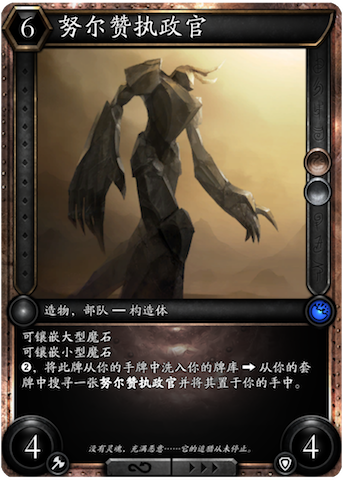 6 努尔赞执政官
造物，部队 — 构造体
可镶嵌大型魔石
可镶嵌小型魔石
❷，将此牌从你的手牌中洗入你的牌库 ➡ 从你的套
牌中搜寻一张努尔赞执政官并将其置于你的手中。
没有灵魂，充满恶意……它的追猎从未停止。
4 4